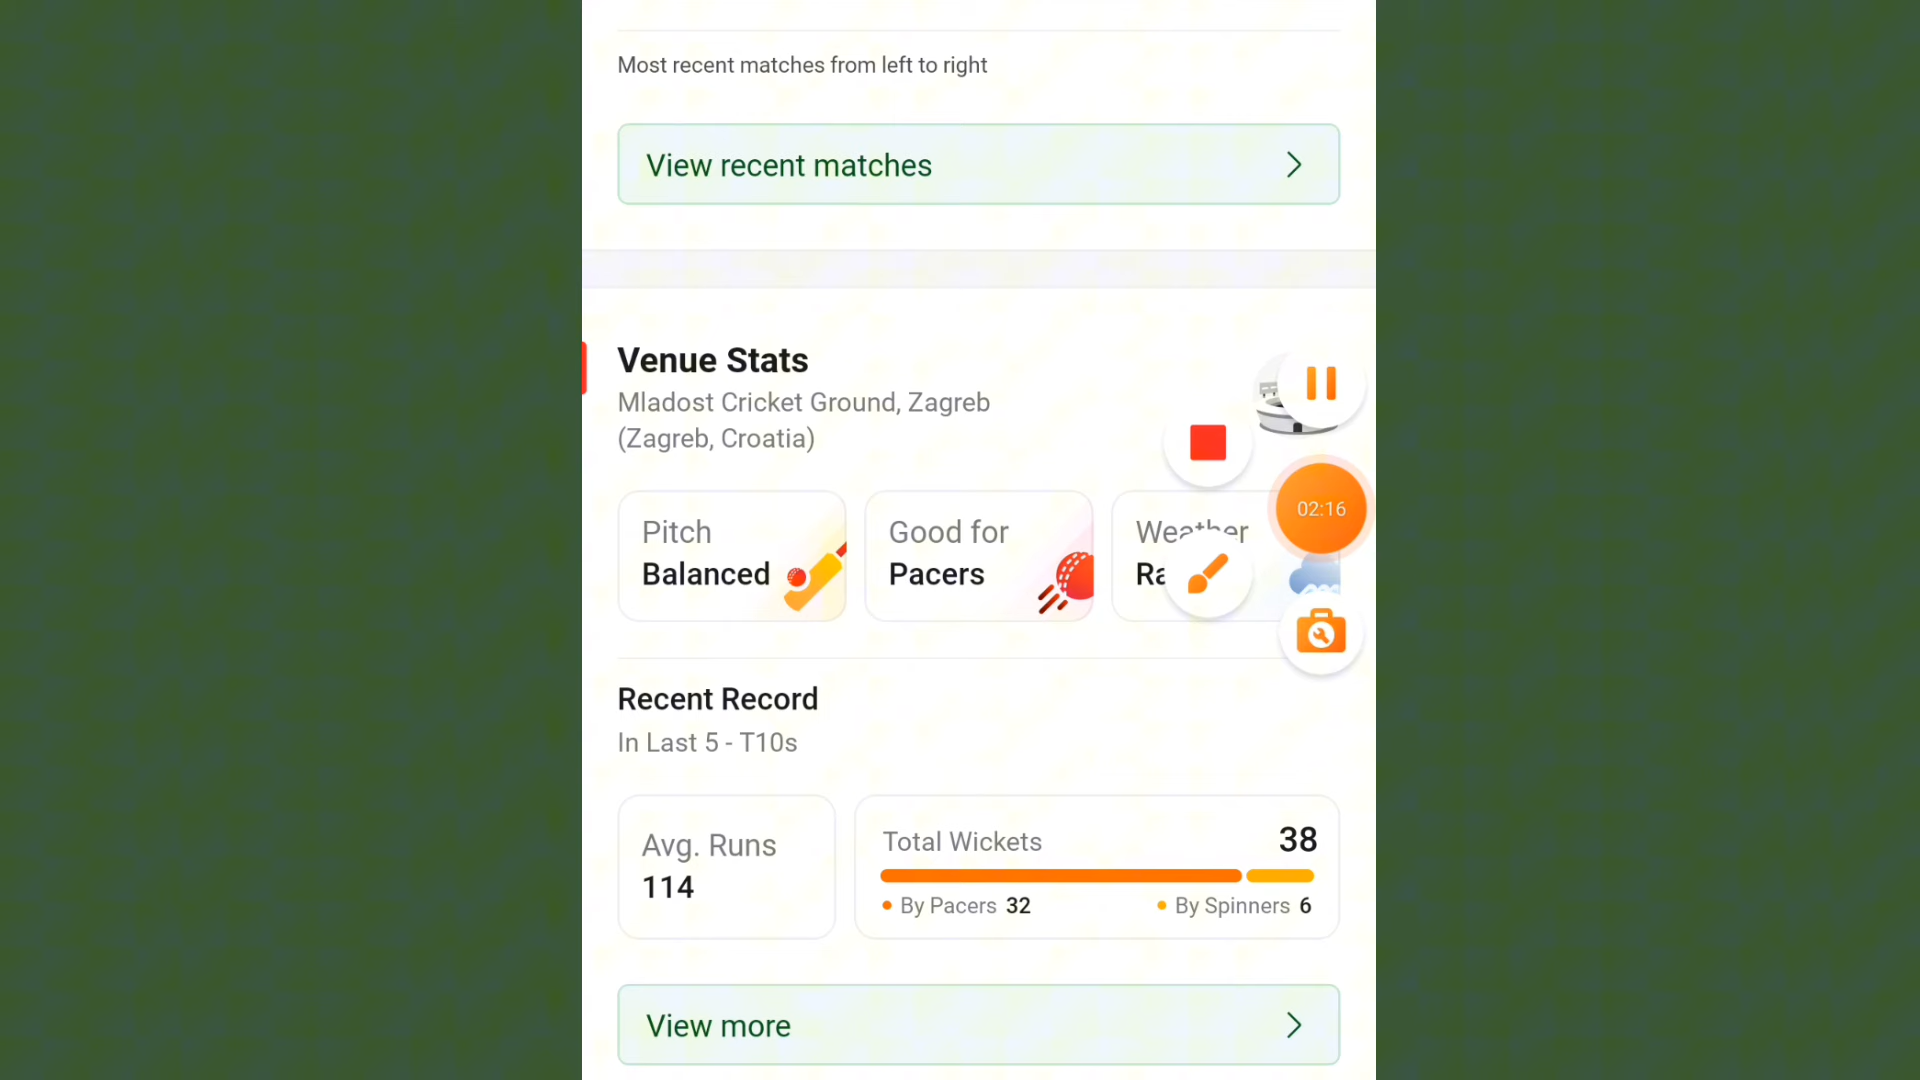 Most recent matches from left to right
View recent matches
Venue Stats
Mladost Cricket Ground, Zagreb
(Zagreb, Croatia)
Pitch
Balanced
Good for
Pacers
Weather
02:16
Recent Record
In Last 5 - T10s
Avg. Runs
114
Total Wickets 38
By Pacers 32 By Spinners 6
View more